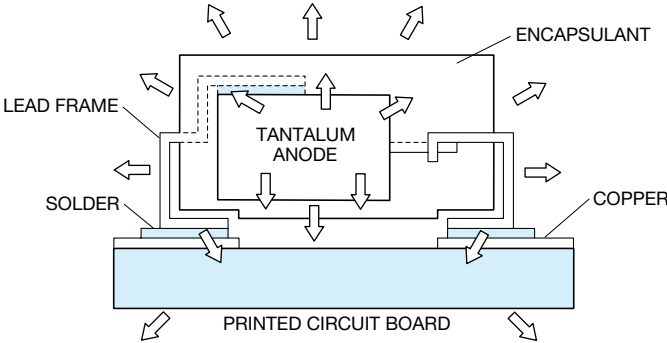 ENCAPSULANT
LEAD FRAME
TANTALUM
ANODE
SOLDER
COPPER
PRINTED CIRCUIT BOARD